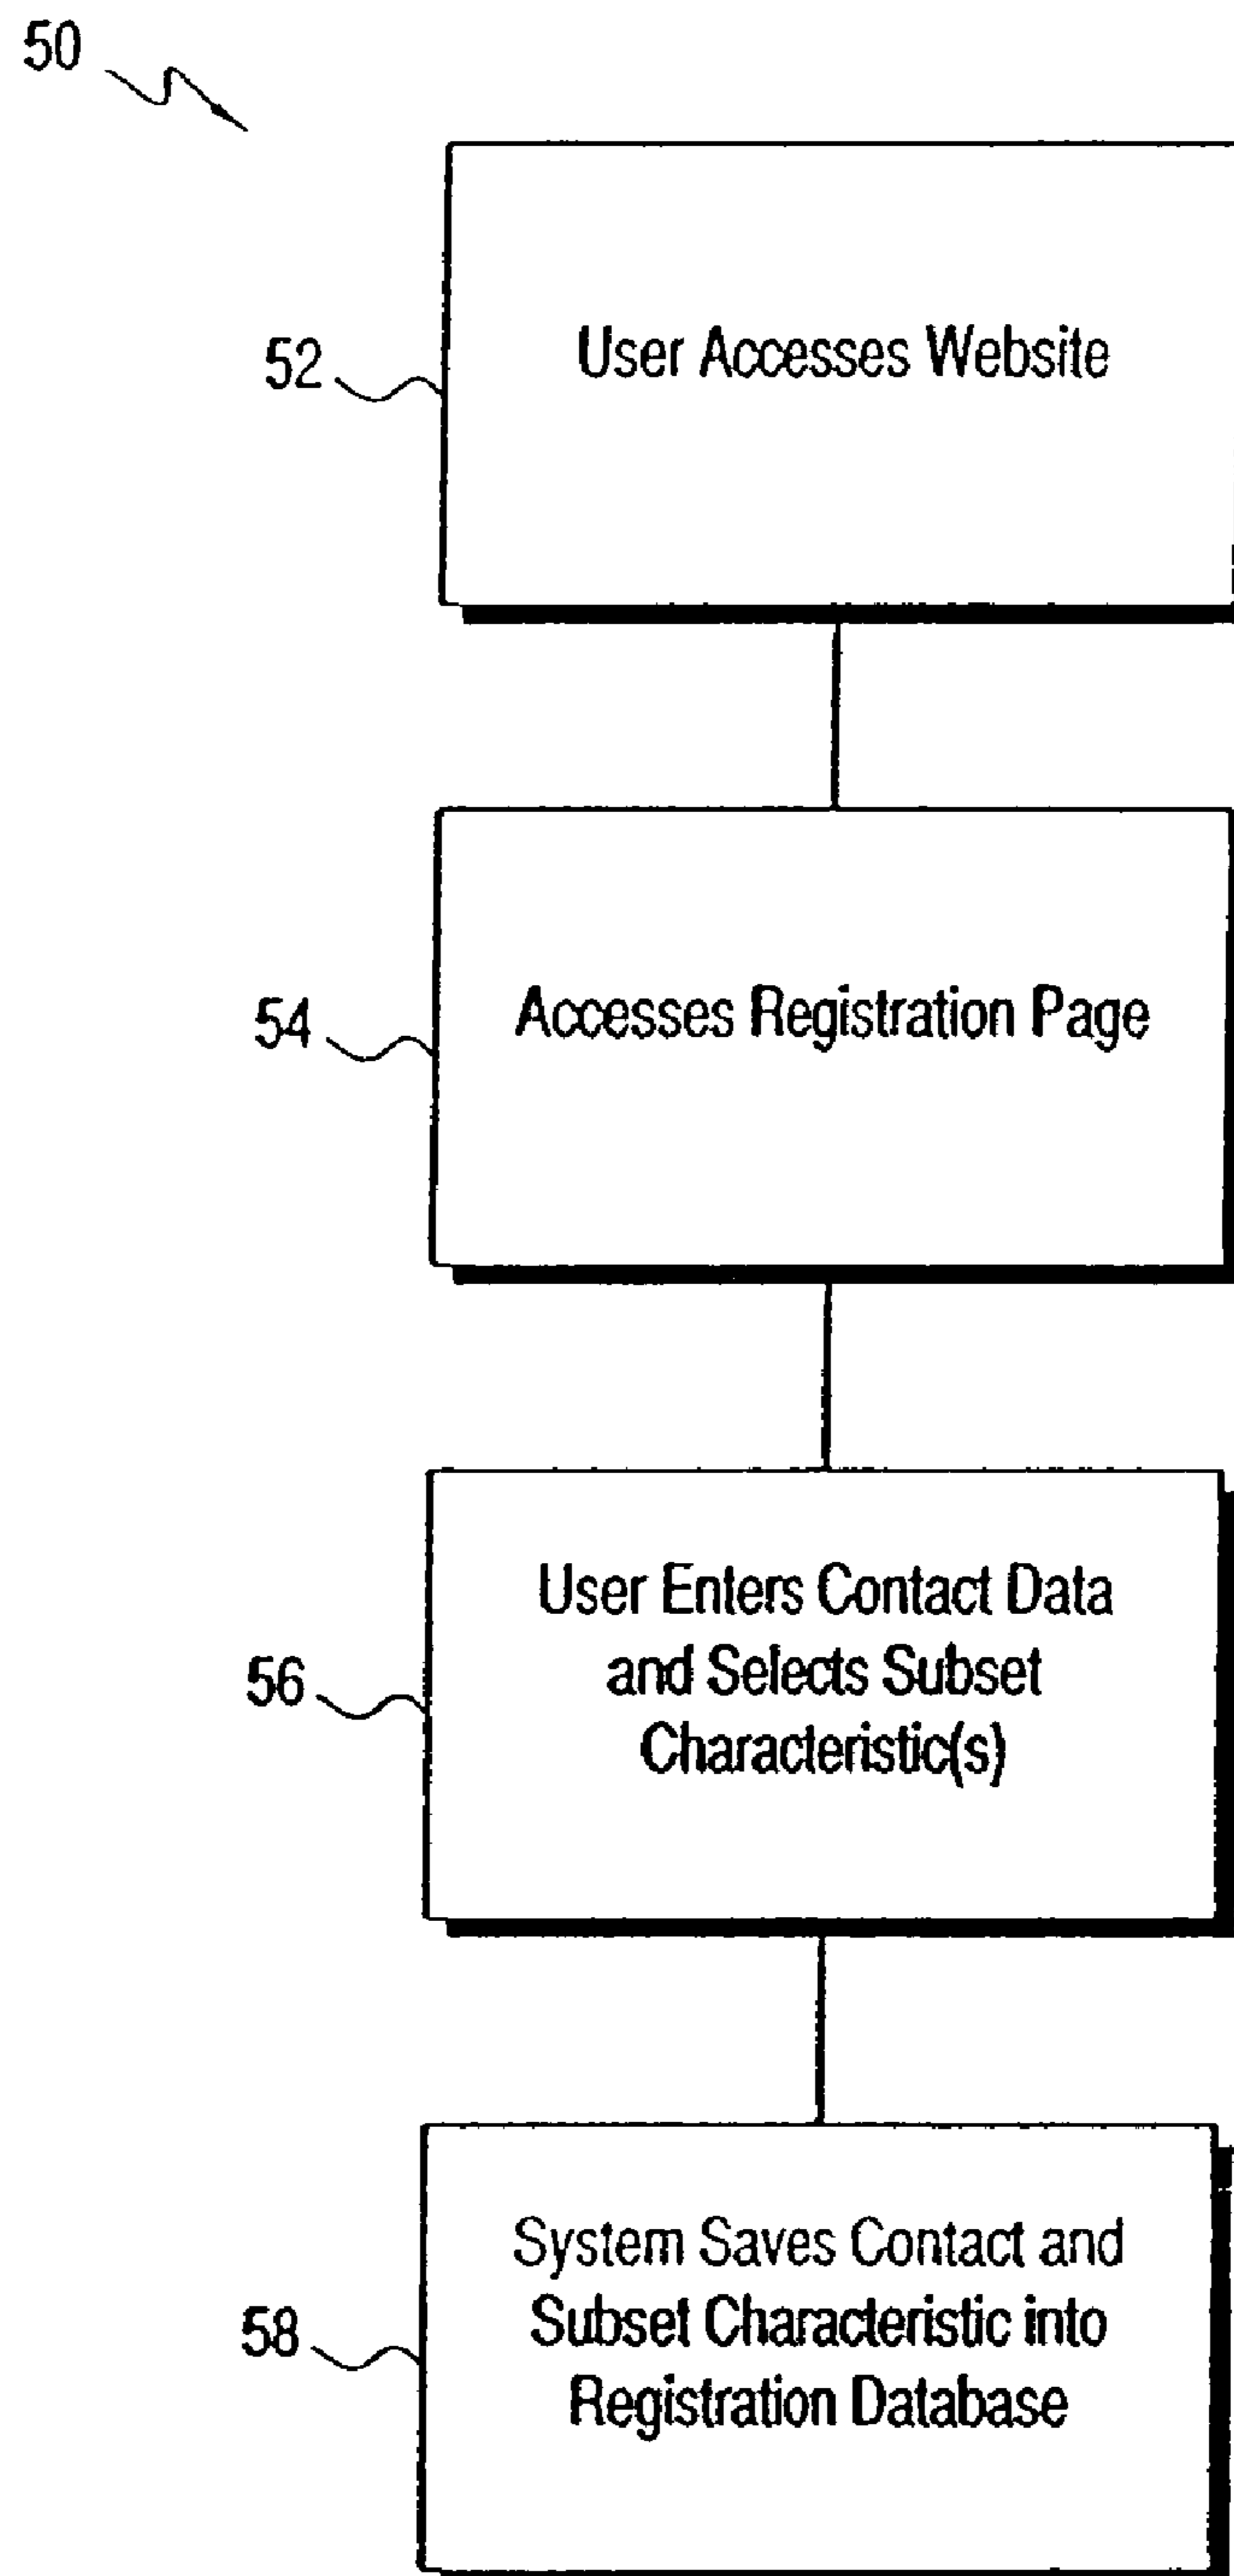 50
52
User Accesses Website
54
Accesses Registration Page
56
User Enters Contact Data
and Selects Subset
Characteristic(s)
58
System Saves Contact and
Subset Characteristic into
Registration Database